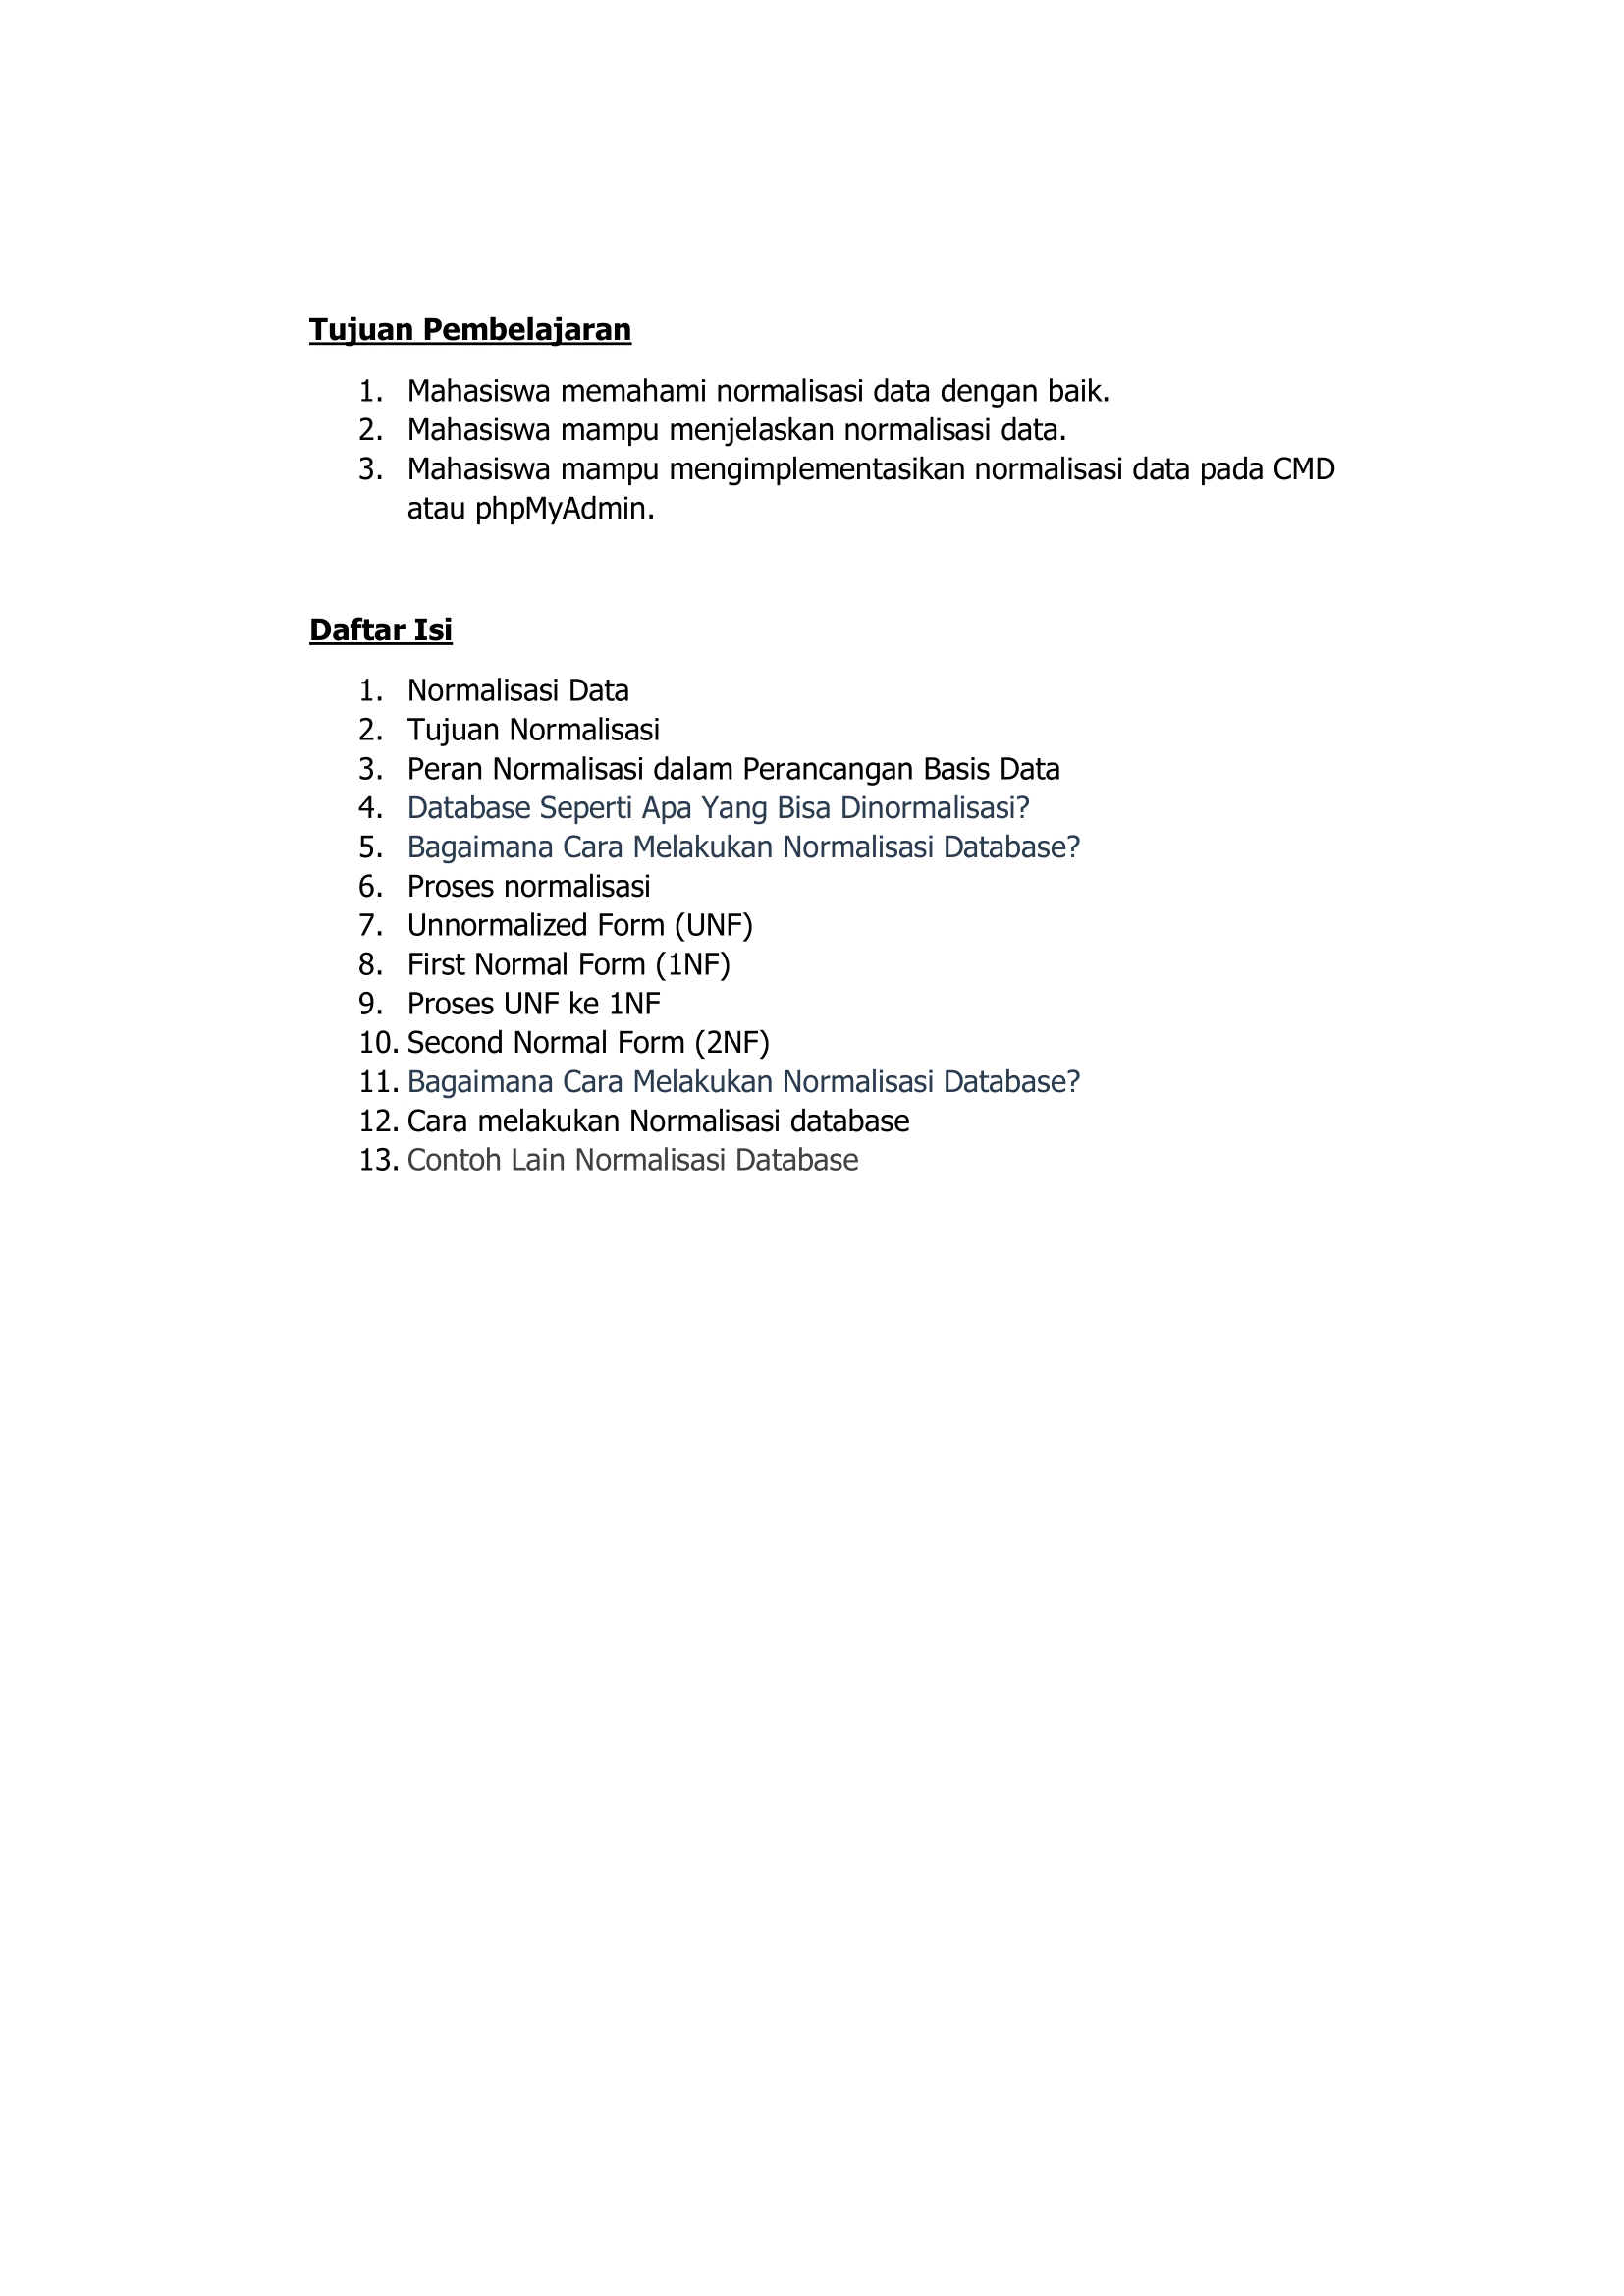 Tujuan Pembelajaran
1. Mahasiswa memahami normalisasi data dengan baik.
2. Mahasiswa mampu menjelaskan normalisasi data.
3. Mahasiswa mampu mengimplementasikan normalisasi data pada CMD
atau phpMyAdmin.
Daftar Isi
1. Normalisasi Data
2. Tujuan Normalisasi
3. Peran Normalisasi dalam Perancangan Basis Data
4. Database Seperti Apa Yang Bisa Dinormalisasi?
5. Bagaimana Cara Melakukan Normalisasi Database?
6. Proses normalisasi
7. Unnormalized Form (UNF)
8. First Normal Form (1NF)
9. Proses UNF ke 1NF
10. Second Normal Form (2NF)
11. Bagaimana Cara Melakukan Normalisasi Database?
12. Cara melakukan Normalisasi database
13. Contoh Lain Normalisasi Database